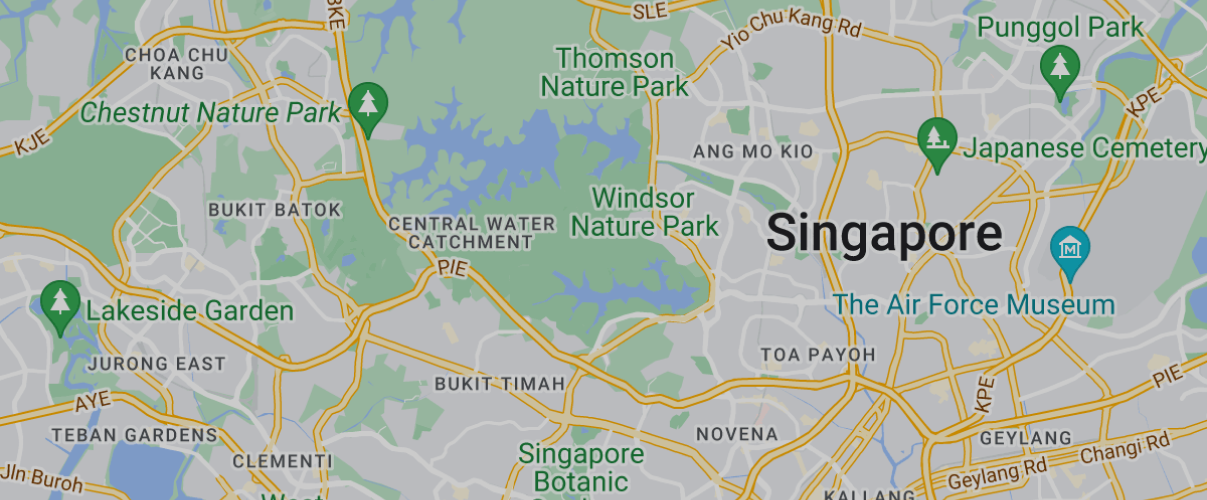 BKE
SLE
Yio Chu Kang Rd
Punggol Park
CHOA CHU
KANG
Thomson
Nature Park
Chestnut Nature Park
KPE
KJE
ANG MO KIO
Japanese Cemetery
BUKIT BATOK
Windsor
Nature Park
CENTRAL WATER
CATCHMENT
Singapore
PIE
Lakeside Garden
The Air Force Museum
JURONG EAST
TOA PAYOH
BUKIT TIMAH
PIE
KPE
AYE
TEBAN GARDENS
NOVENA
GEYLANG
Changi Rd
CLEMENTI
Singapore
Botanic
Jln Buroh
Geylang Rd
West
KALLANG